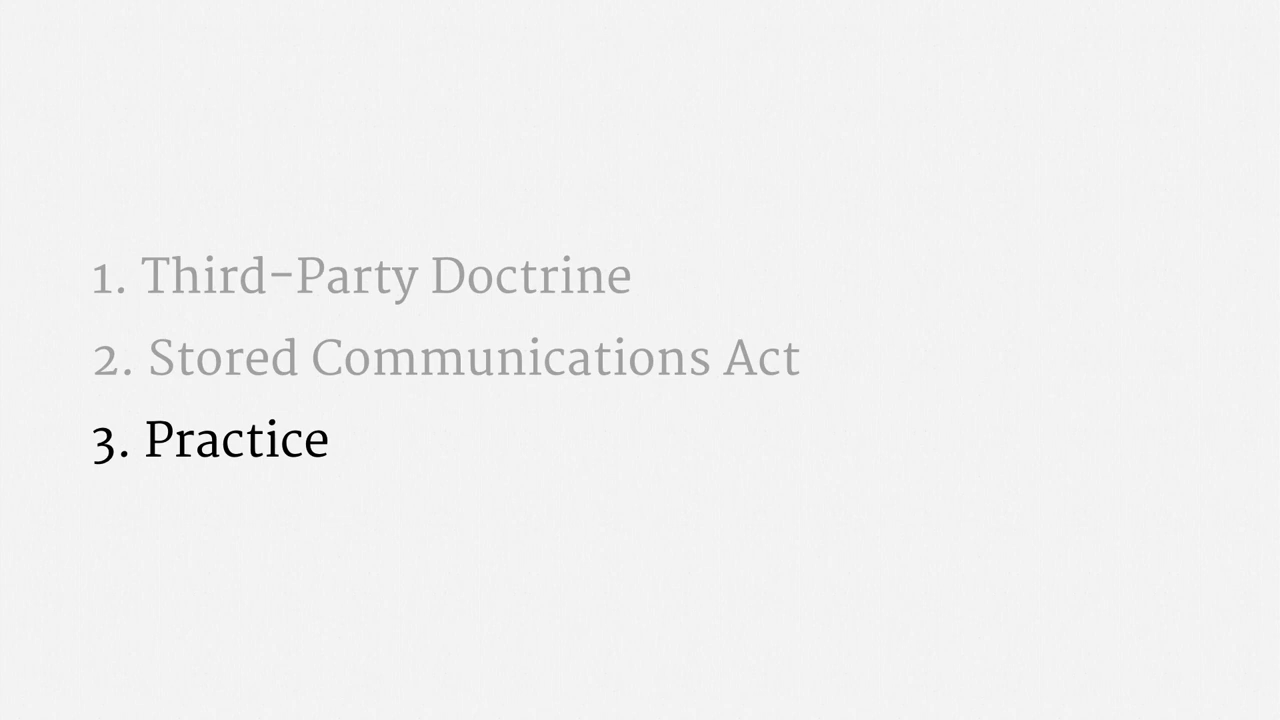 1. Third-Party Doctrine
2. Stored Communications Act
3. Practice